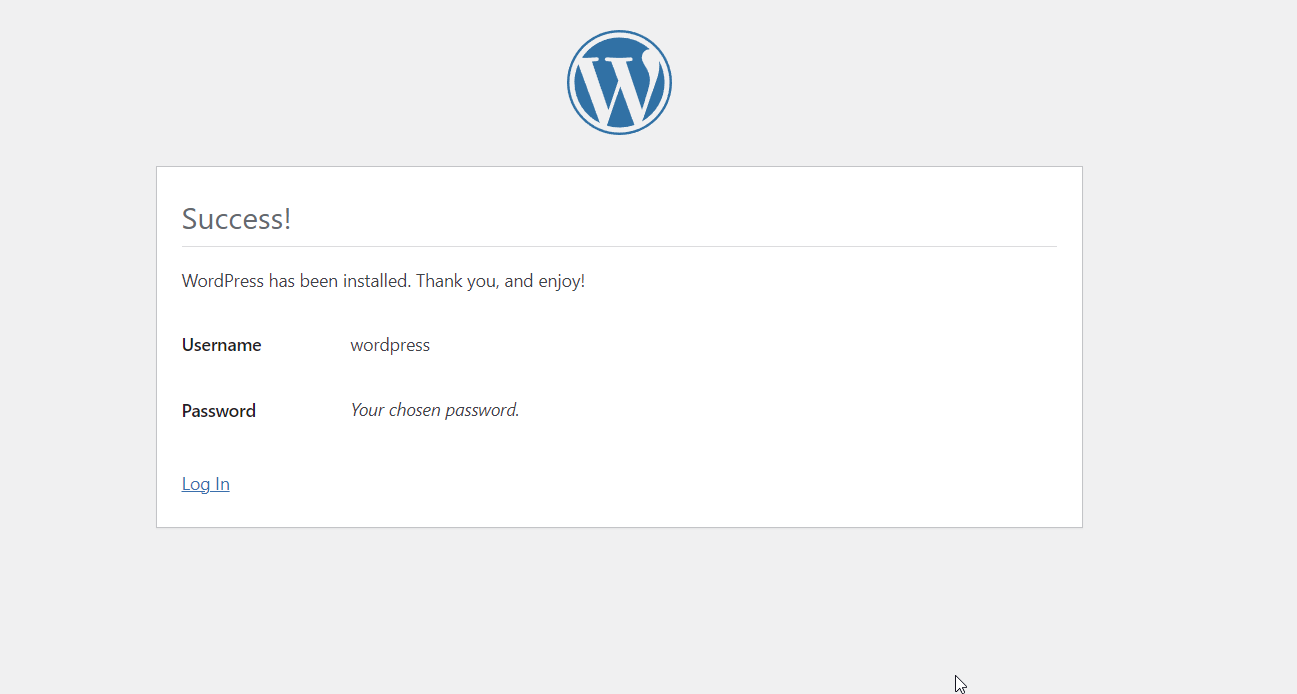 Success!
WordPress has been installed. Thank you, and enjoy!
Username wordpress
Password Your chosen password.
Log In